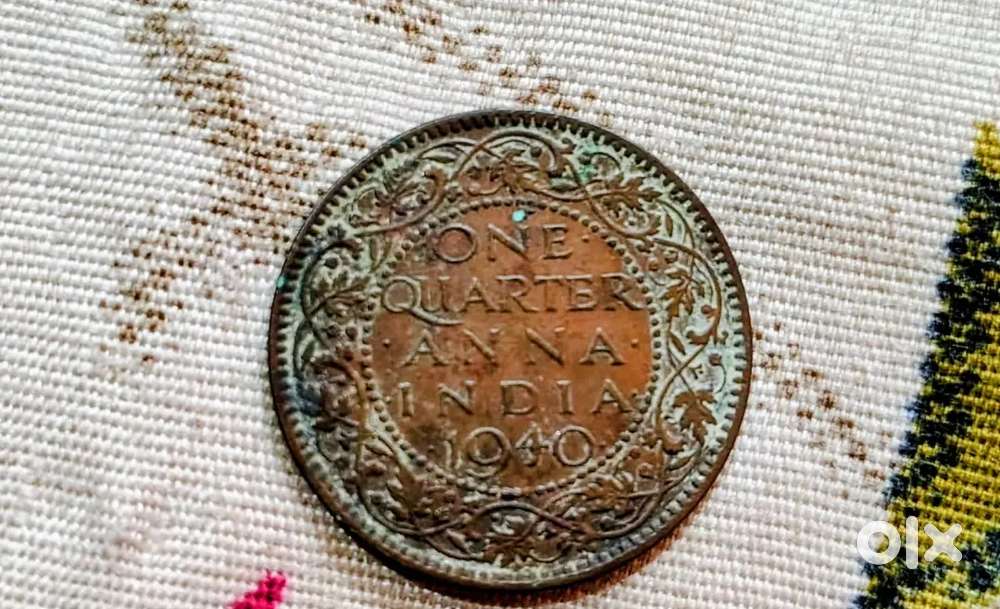 ONE·
QUARTER
·ANNA·
·INDIA·
·1940·
olx